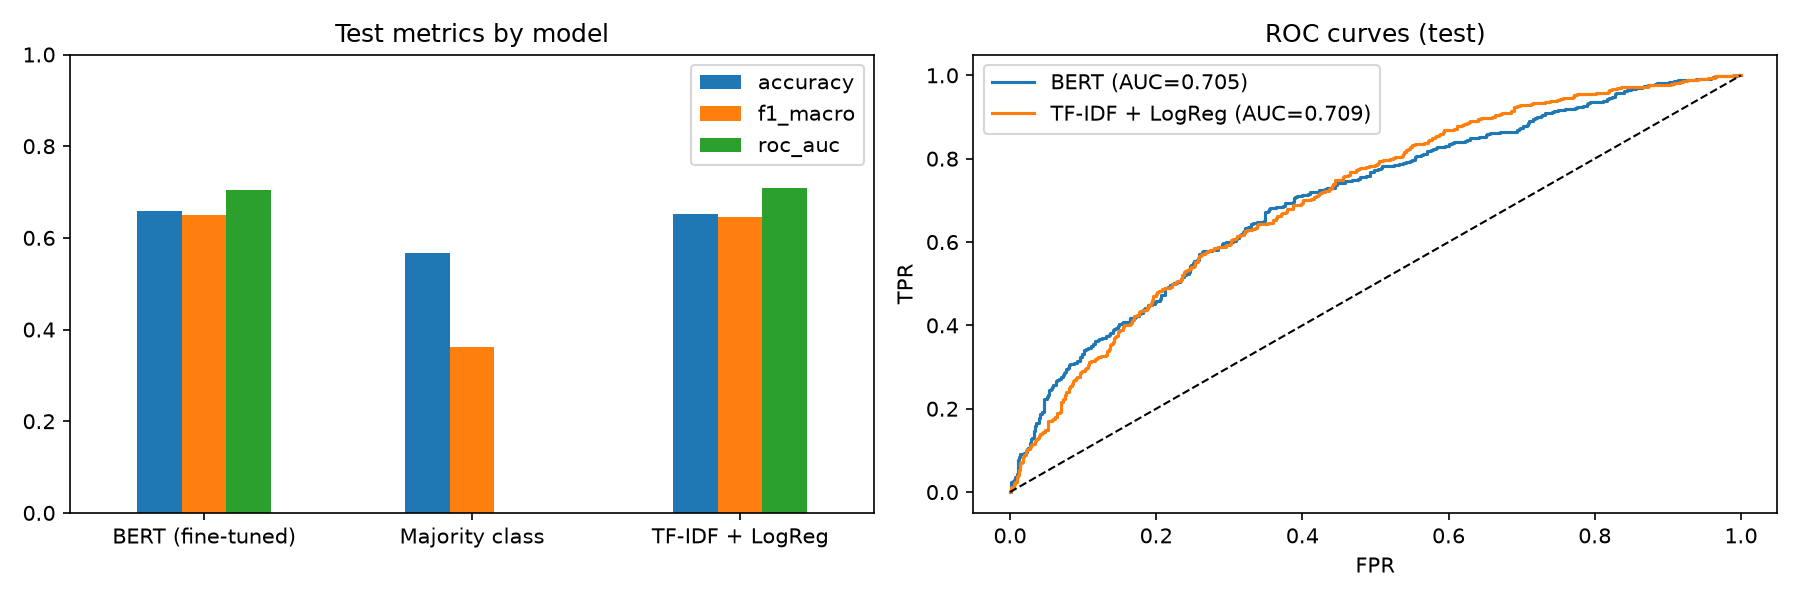 Test metrics by model
1.0
0.8
0.6
0.4
0.2
0.0
accuracy
f1_macro
roc_auc
BERT (fine-tuned)
Majority class
TF-IDF + LogReg
ROC curves (test)
BERT (AUC=0.705)
TF-IDF + LogReg (AUC=0.709)
TPR
1.0
0.8
0.6
0.4
0.2
0.0
0.0 0.2 0.4 0.6 0.8 1.0
FPR